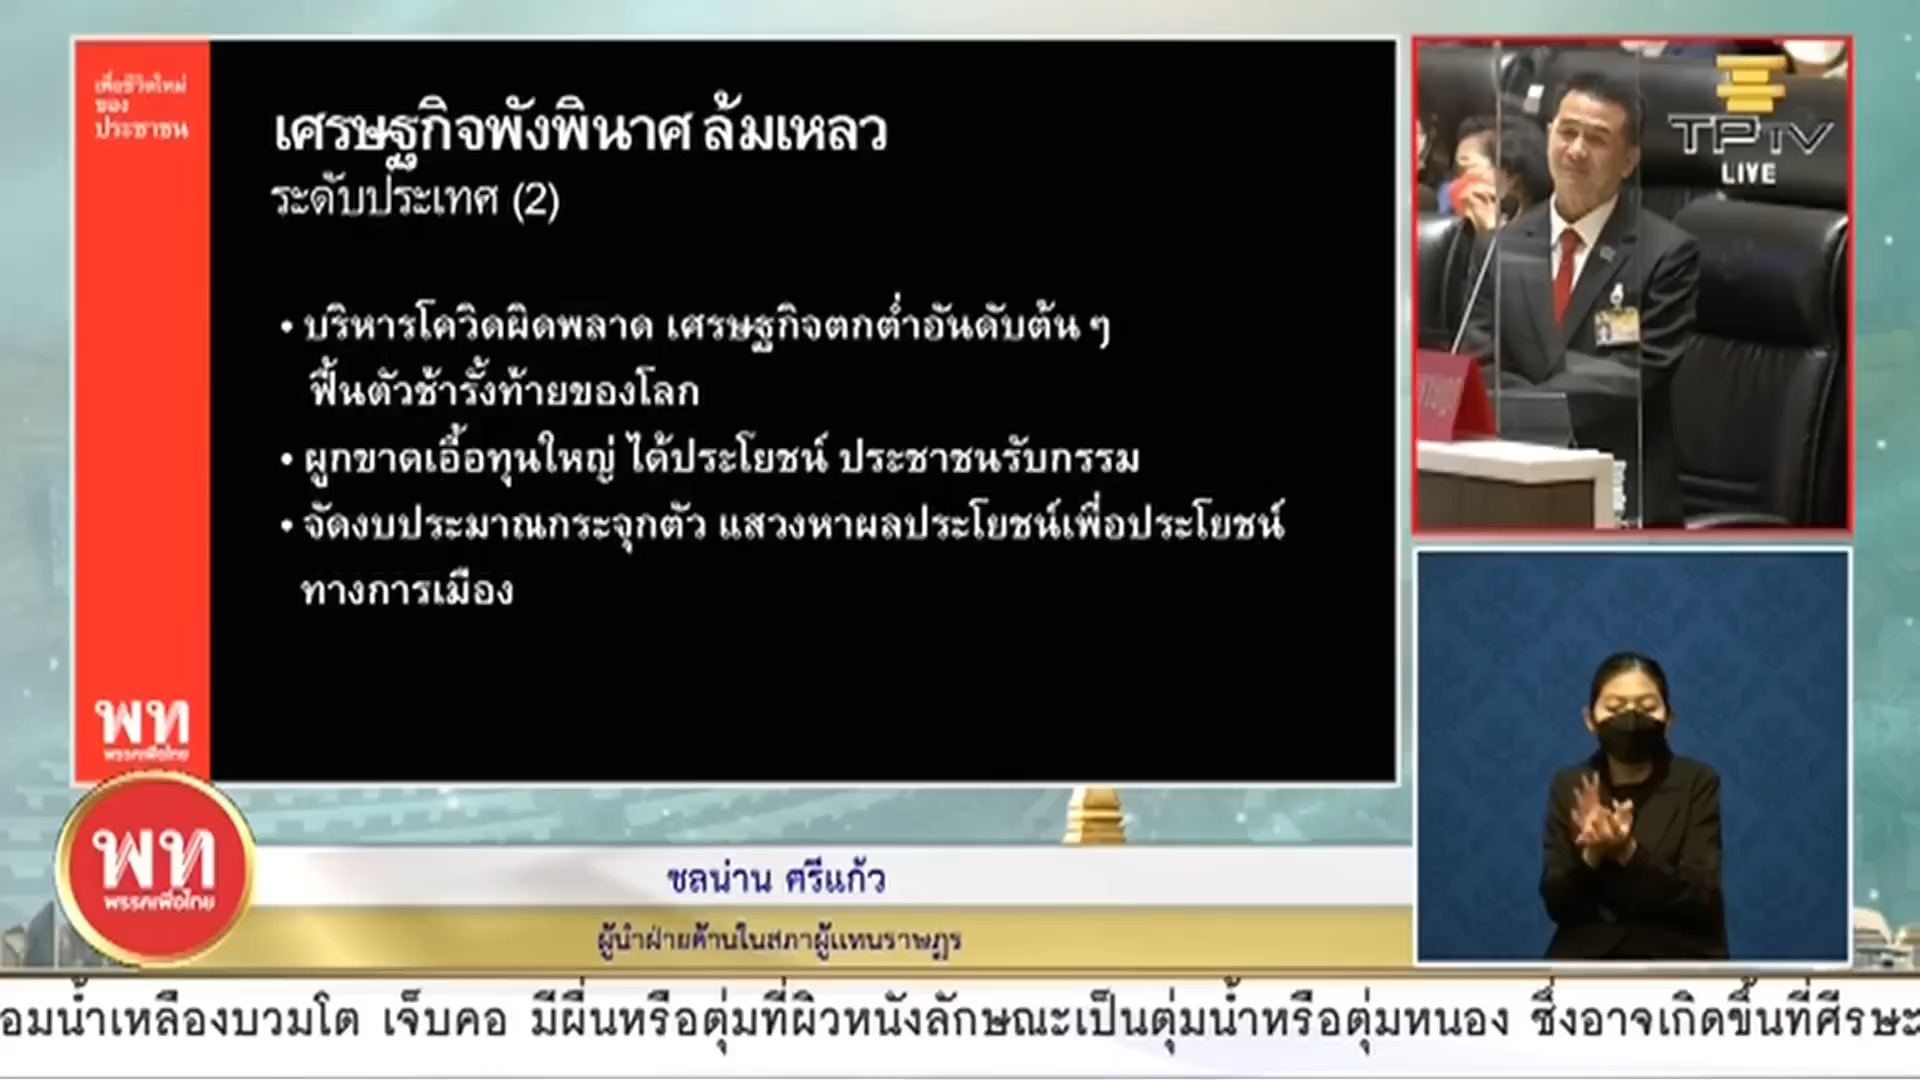 เพื่อชีวิตใหม่
ของ
ประชาชน
เศรษฐกิจพังพินาศ ล้มเหลว
ระดับประเทศ (2)
• บริหารโควิดผิดพลาด เศรษฐกิจตกต่ำอันดับต้น ๆ
ฟื้นตัวช้ารั้งท้ายของโลก
• ผูกขาดเอื้อทุนใหญ่ ได้ประโยชน์ ประชาชนรับกรรม
• จัดงบประมาณกระจุกตัว แสวงหาผลประโยชน์เพื่อประโยชน์
ทางการเมือง
พท
พรรคเพื่อไทย
TPTV
LIVE
พท
พรรคเพื่อไทย
ชลน่าน ศรีแก้ว
ผู้นำฝ่ายค้านในสภาผู้แทนราษฎร
อมน้ำเหลืองบวมโต เจ็บคอ มีผื่นหรือตุ่มที่ผิวหนังลักษณะเป็นตุ่มน้ำหรือตุ่มหนอง ซึ่งอาจเกิดขึ้นที่ศีรษะ